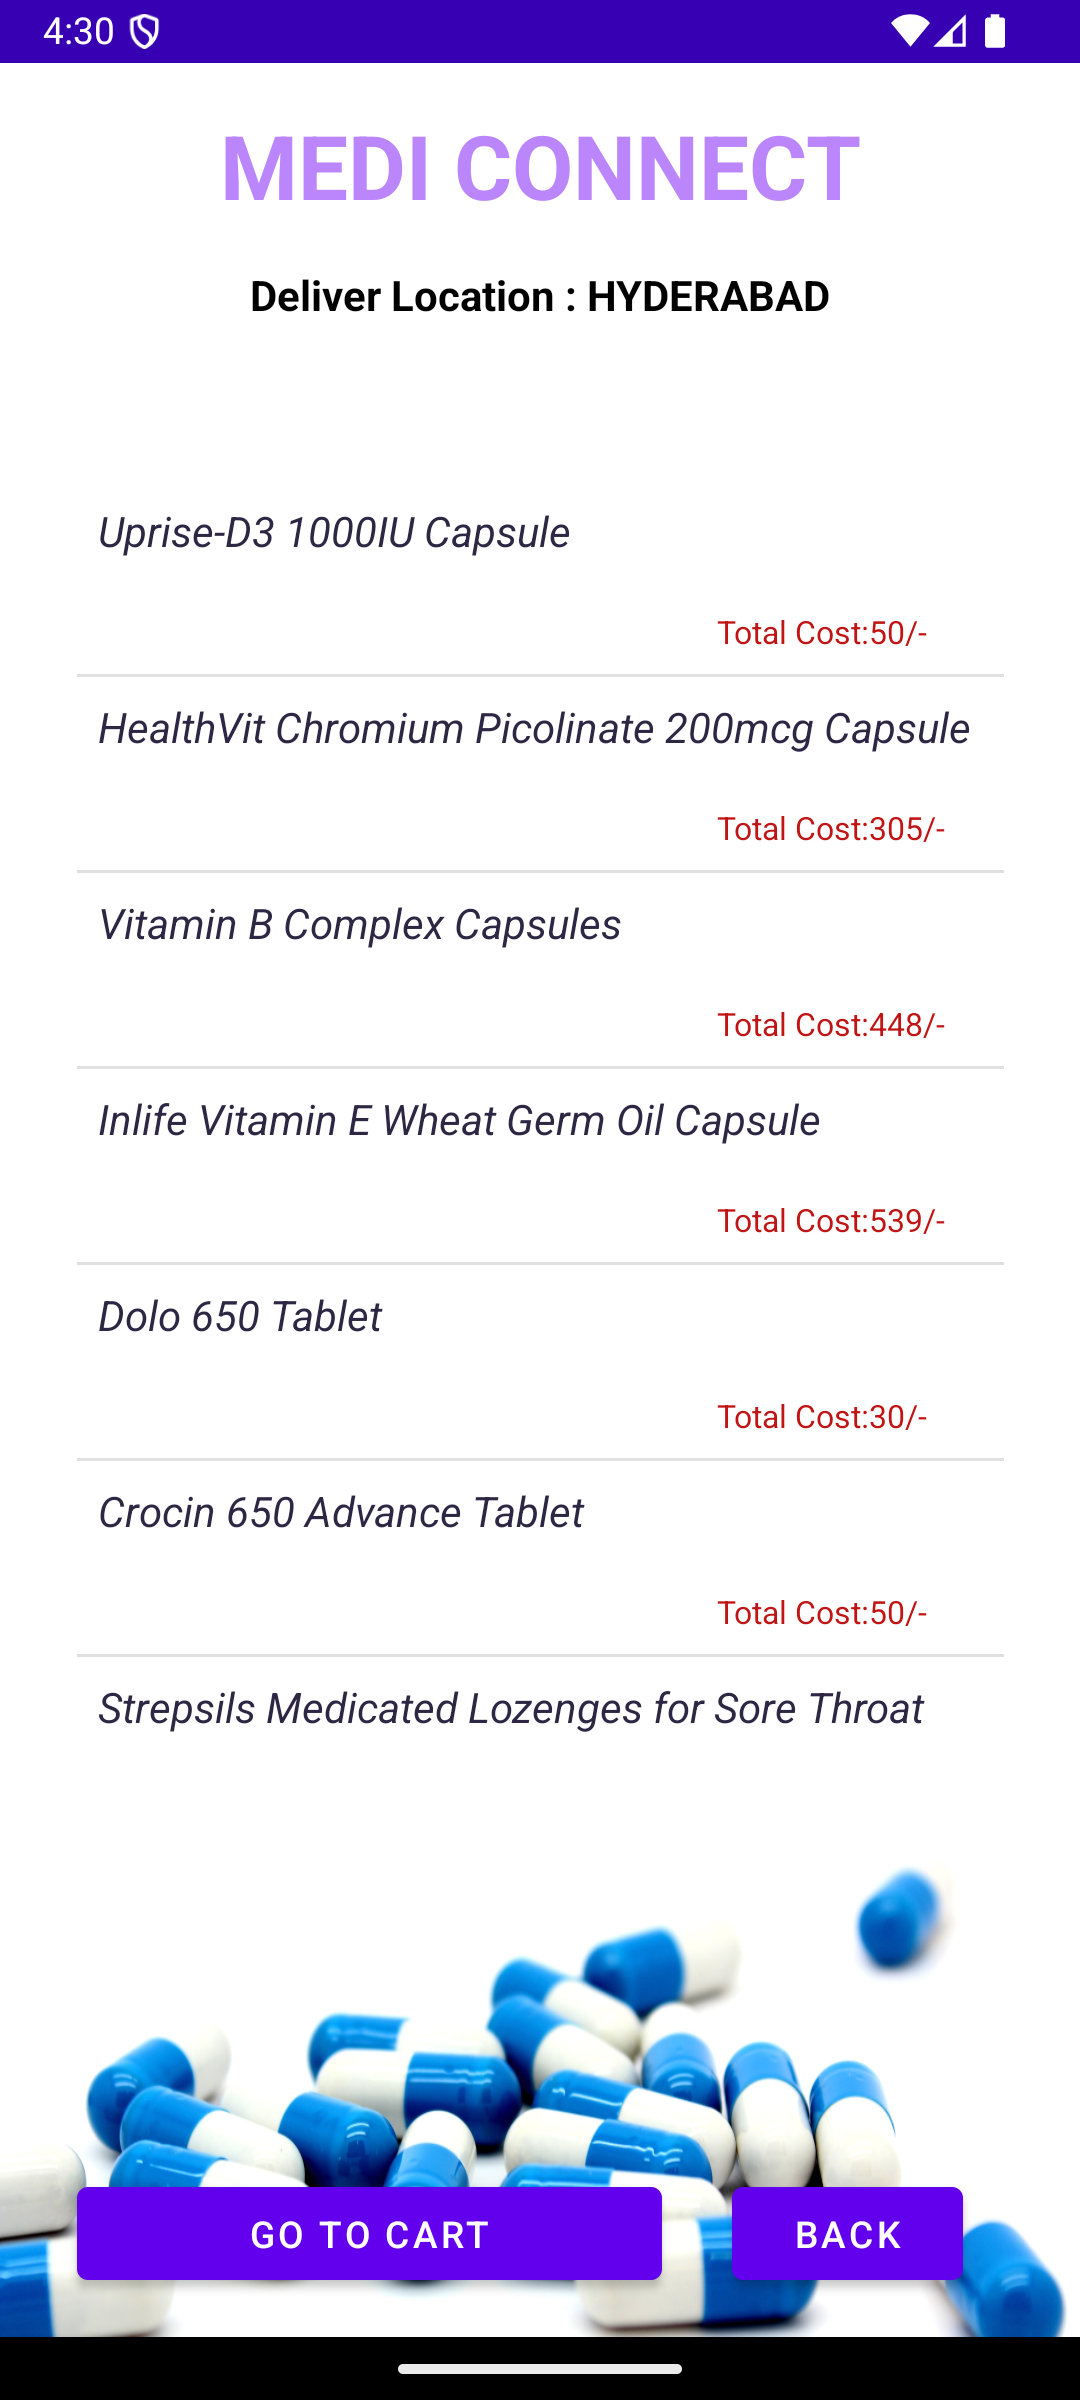 4:30
MEDI CONNECT
Deliver Location : HYDERABAD
Uprise-D3 1000IU Capsule
Total Cost:50/-
HealthVit Chromium Picolinate 200mcg Capsule
Total Cost:305/-
Vitamin B Complex Capsules
Total Cost:448/-
Inlife Vitamin E Wheat Germ Oil Capsule
Total Cost:539/-
Dolo 650 Tablet
Total Cost:30/-
Crocin 650 Advance Tablet
Total Cost:50/-
Strepsils Medicated Lozenges for Sore Throat
GO TO CART
BACK